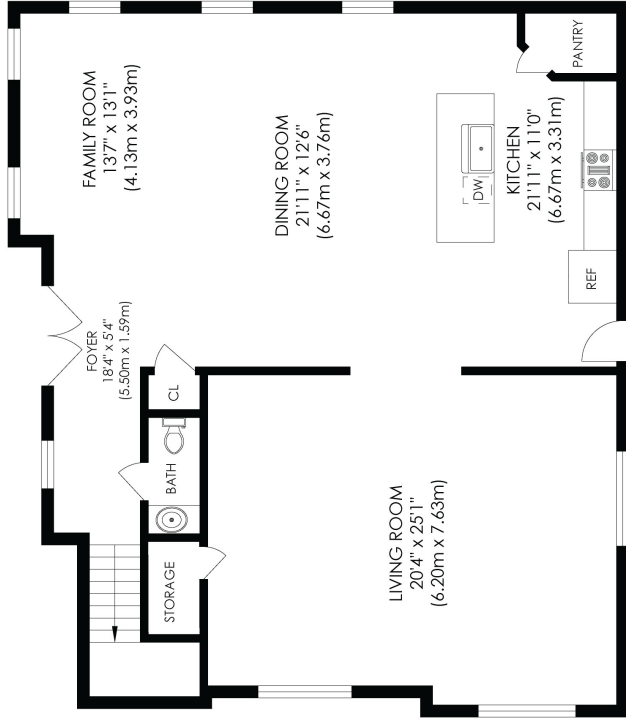 PANTRY
FAMILY ROOM
13'7" x 13'1"
(4.13m x 3.93m)
DINING ROOM
21'11" x 12'6"
(6.67m x 3.76m)
KITCHEN
21'11" x 11'0"
(6.67m x 3.31m)
DW
REF
FOYER
18'4" x 5'4"
(5.50m x 1.59m)
CL
BATH
STORAGE
LIVING ROOM
20'4" x 25'1"
(6.20m x 7.63m)